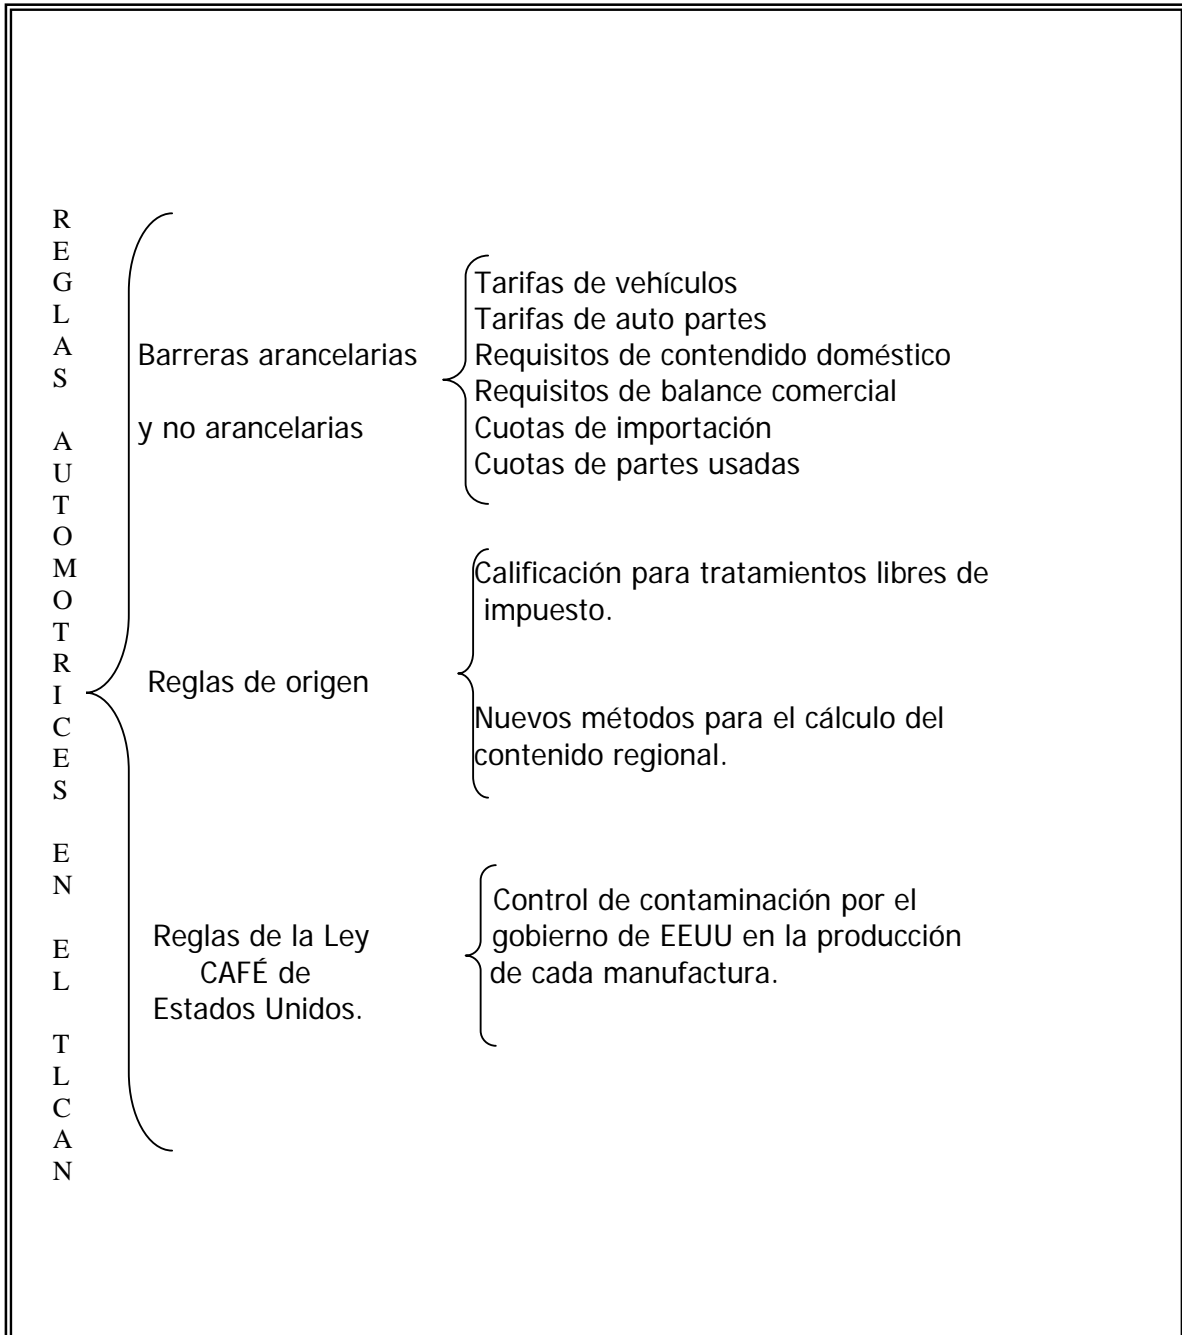 REGLAS AUTOMOTRICES EN EL TLCAN
Barreras arancelarias
y no arancelarias
Tarifas de vehículos
Tarifas de auto partes
Requisitos de contendido doméstico
Requisitos de balance comercial
Cuotas de importación
Cuotas de partes usadas
Reglas de origen
Calificación para tratamientos libres de
impuesto.
Nuevos métodos para el cálculo del
contenido regional.
Reglas de la Ley
CAFÉ de
Estados Unidos.
Control de contaminación por el
gobierno de EEUU en la producción
de cada manufactura.